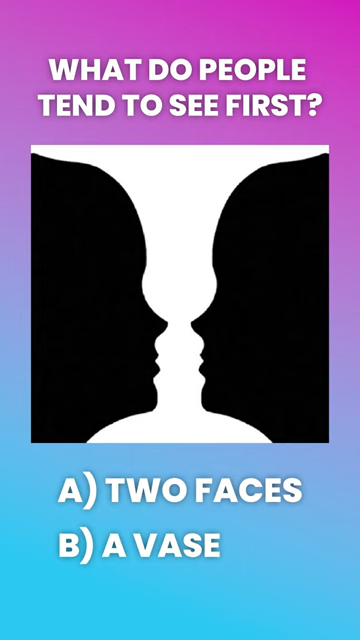 WHAT DO PEOPLE
TEND TO SEE FIRST?
A) TWO FACES
B) A VASE